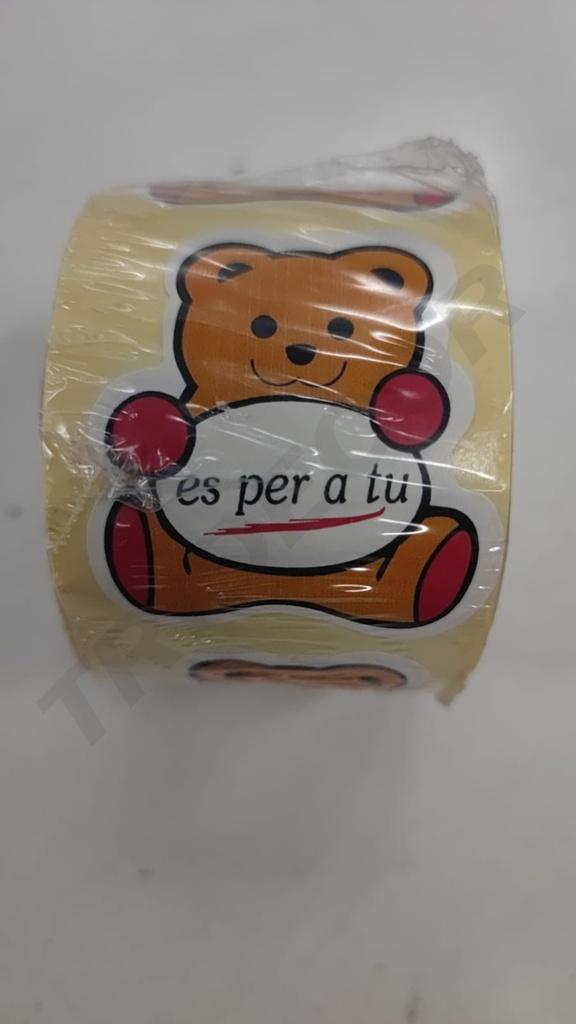 es per a tu